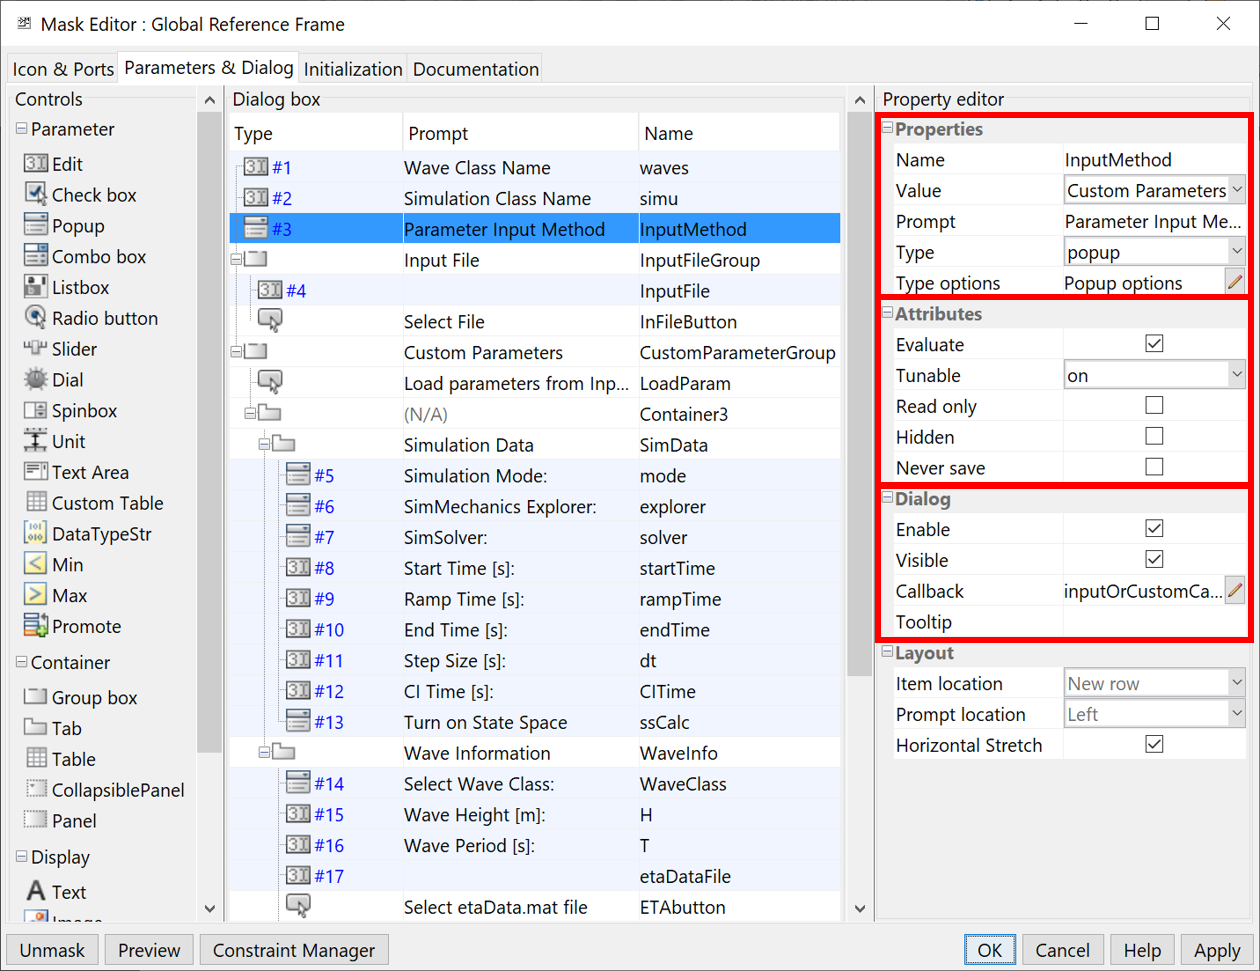 Mask Editor : Global Reference Frame
Icon & Ports
Parameters & Dialog
Initialization
Documentation
Controls
Parameter
Edit
Check box
Popup
Combo box
Listbox
Radio button
Slider
Dial
Spinbox
Unit
Text Area
Custom Table
DataTypeStr
Min
Max
Promote
Container
Group box
Tab
Table
CollapsiblePanel
Panel
Display
Text
Dialog box
Type Prompt Name
#1 Wave Class Name waves
#2 Simulation Class Name simu
#3 Parameter Input Method InputMethod
Input File InputFileGroup
#4 InputFile
Select File InFileButton
Custom Parameters CustomParameterGroup
Load parameters from Inp... LoadParam
(N/A) Container3
Simulation Data SimData
#5 Simulation Mode: mode
#6 SimMechanics Explorer: explorer
#7 SimSolver: solver
#8 Start Time [s]: startTime
#9 Ramp Time [s]: rampTime
#10 End Time [s]: endTime
#11 Step Size [s]: dt
#12 CI Time [s]: CITime
#13 Turn on State Space ssCalc
Wave Information WaveInfo
#14 Select Wave Class: WaveClass
#15 Wave Height [m]: H
#16 Wave Period [s]: T
#17 etaDataFile
Select etaData.mat file ETAbutton
Property editor
Properties
Name InputMethod
Value Custom Parameters
Prompt Parameter Input Me...
Type popup
Type options Popup options
Attributes
Evaluate
Tunable on
Read only
Hidden
Never save
Dialog
Enable
Visible
Callback inputOrCustomCa...
Tooltip
Layout
Item location New row
Prompt location Left
Horizontal Stretch
Unmask
Preview
Constraint Manager
OK
Cancel
Help
Apply